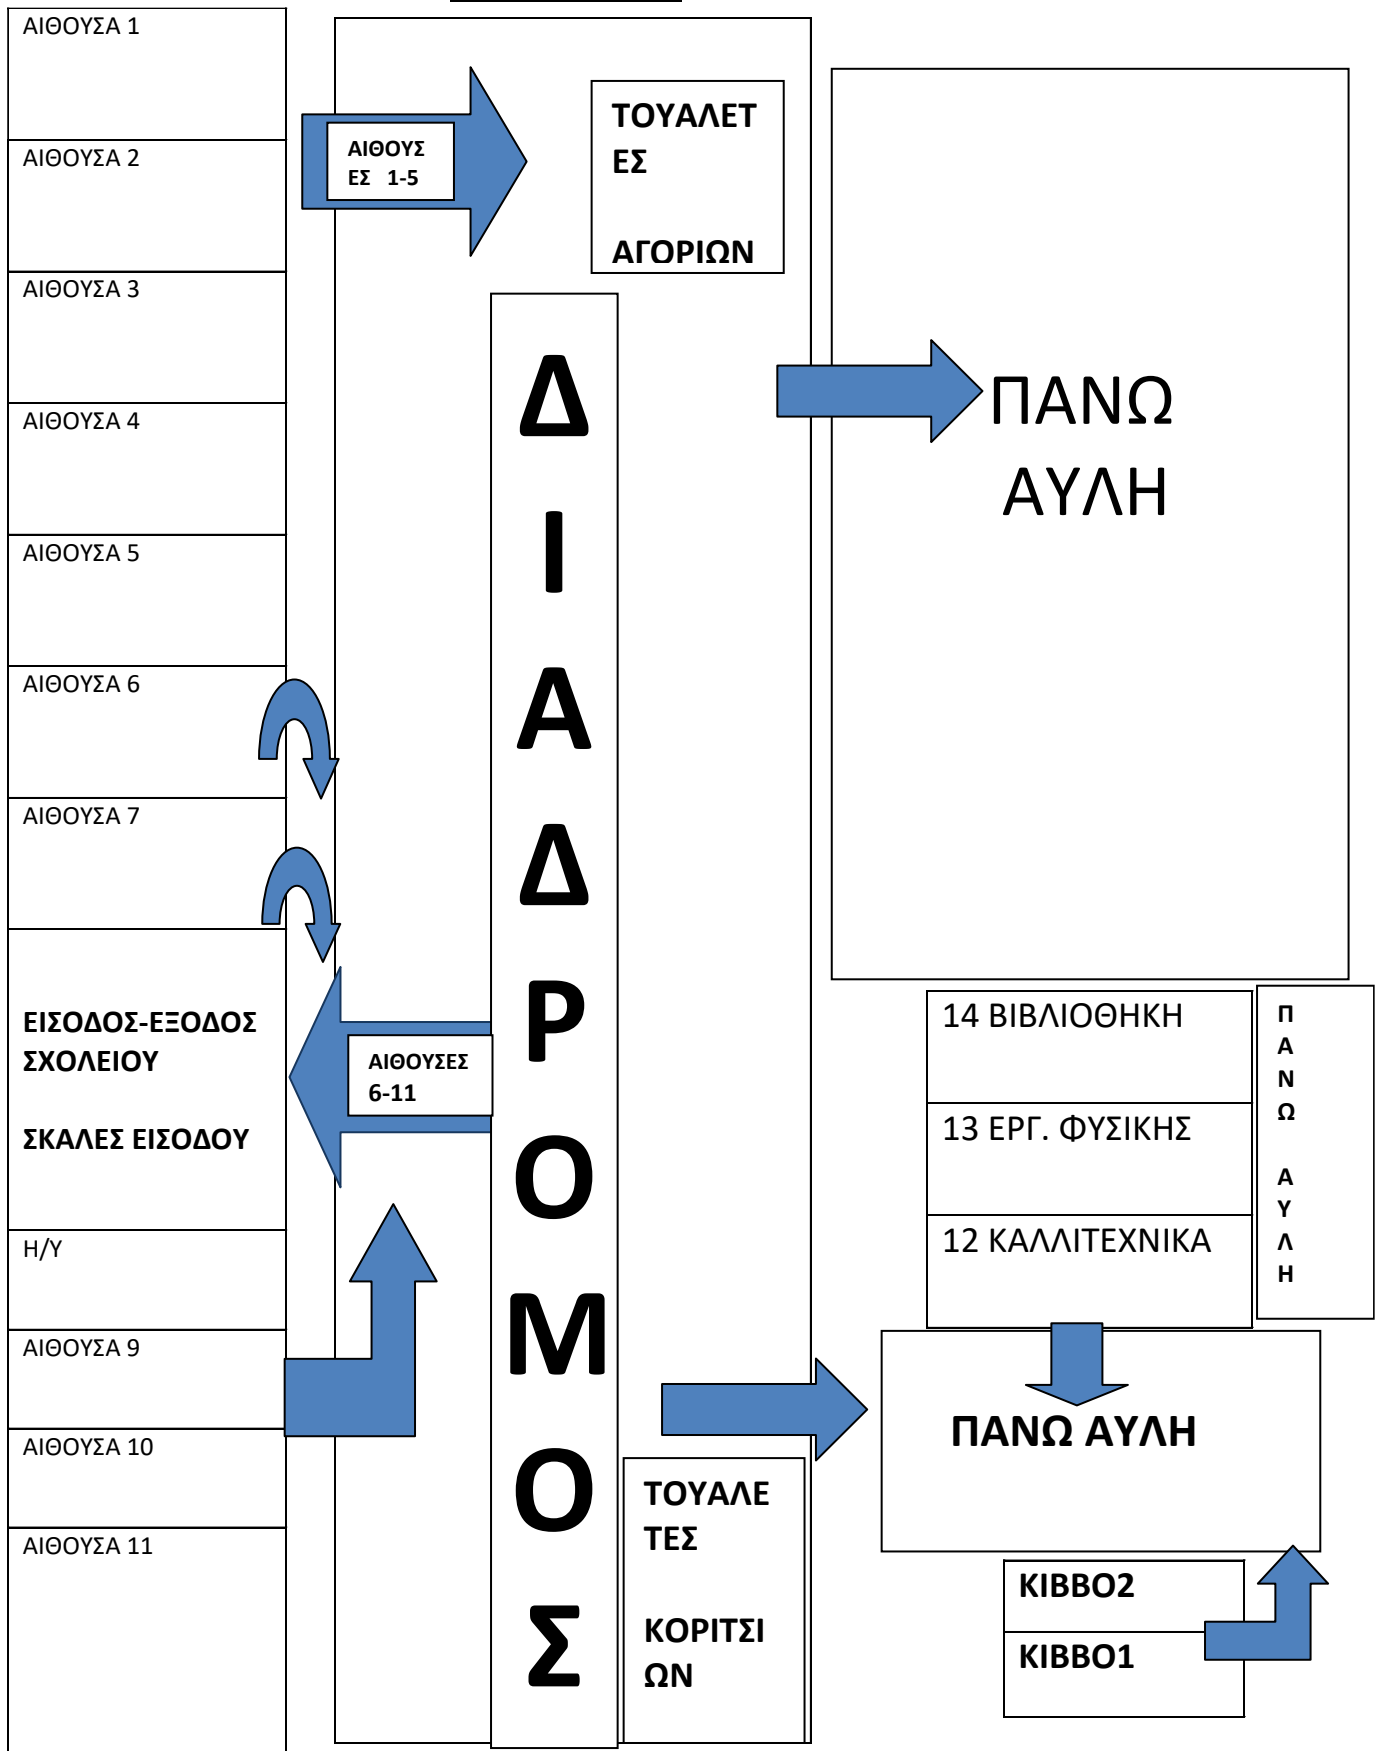 ΑΙΘΟΥΣΑ 1
ΑΙΘΟΥΣΑ 2
ΑΙΘΟΥΣΑ 3
ΑΙΘΟΥΣΑ 4
ΑΙΘΟΥΣΑ 5
ΑΙΘΟΥΣΑ 6
ΑΙΘΟΥΣΑ 7
ΕΙΣΟΔΟΣ-ΕΞΟΔΟΣ
ΣΧΟΛΕΙΟΥ
ΣΚΑΛΕΣ ΕΙΣΟΔΟΥ
Η/Υ
ΑΙΘΟΥΣΑ 9
ΑΙΘΟΥΣΑ 10
ΑΙΘΟΥΣΑ 11
ΑΙΘΟΥΣ
ΕΣ 1-5
ΤΟΥΑΛΕΤ
ΕΣ
ΑΓΟΡΙΩΝ
Δ
Ι
Α
Δ
Ρ
Ο
Μ
Ο
Σ
ΑΙΘΟΥΣΕΣ
6-11
ΤΟΥΑΛΕ
ΤΕΣ
ΚΟΡΙΤΣΙ
ΩΝ
ΠΑΝΩ
ΑΥΛΗ
14 ΒΙΒΛΙΟΘΗΚΗ
13 ΕΡΓ. ΦΥΣΙΚΗΣ
12 ΚΑΛΛΙΤΕΧΝΙΚΑ
Π
Α
Ν
Ω
Α
Υ
Λ
Η
ΠΑΝΩ ΑΥΛΗ
ΚΙΒΒΟ2
ΚΙΒΒΟ1